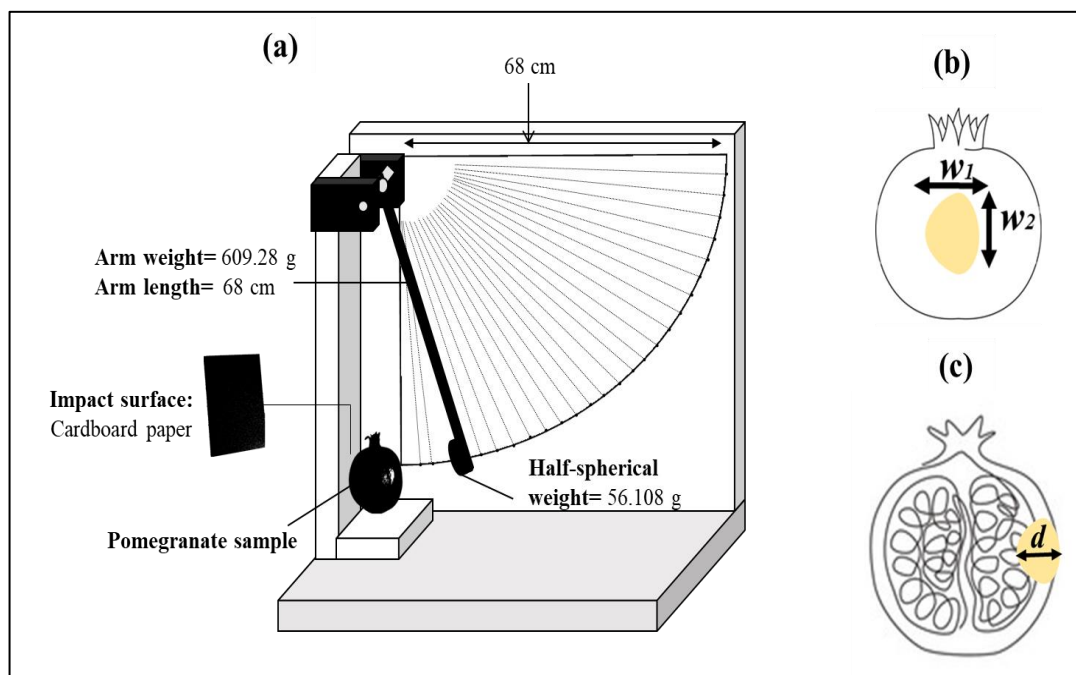 (a)
68 cm
Arm weight= 609.28 g
Arm length= 68 cm
Impact surface:
Cardboard paper
Half-spherical
weight= 56.108 g
Pomegranate sample
(b)
w1
w2
(c)
d